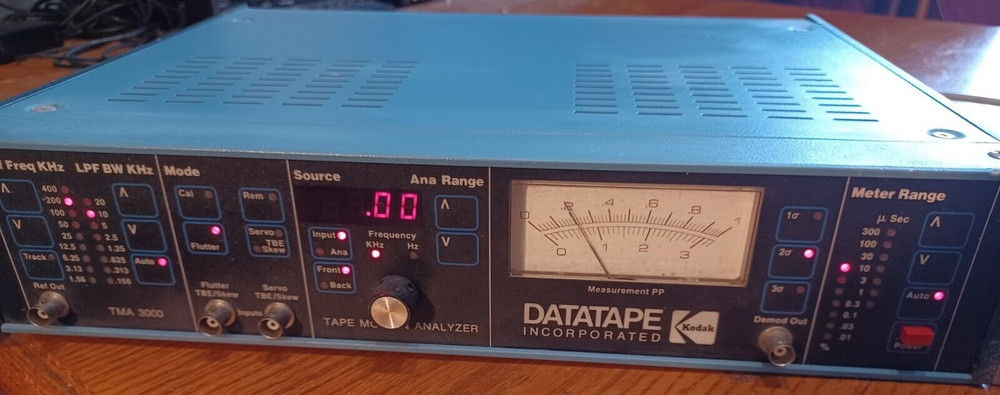 Freq KHz LPF BW KHz
400
200 20
100 10
50 5
25 2.5
12.5 1.25
6.25 .625
3.13 .313
1.56 .156
Λ
V
Track
Λ
V
Auto
Ref Out
TMA 3000
Mode
Cal
Rem
Flutter
Servo
TBE
Skew
Flutter
TBE/Skew
Servo
TBE/Skew
Inputs
Source
Ana Range
.00
Input
Ana
Front
Back
Frequency
KHz
Hz
Λ
V
ANALYZER
0 .2 .4 .6 .8 1
0 1 2 3
Measurement PP
DATATAPE
INCORPORATED
Kodak
1σ
2σ
3σ
Demod Out
Meter Range
μ Sec
300
100
30
10
3
1
0.3
0.1
.03
.01
%
Λ
V
Auto
Power
TAPE